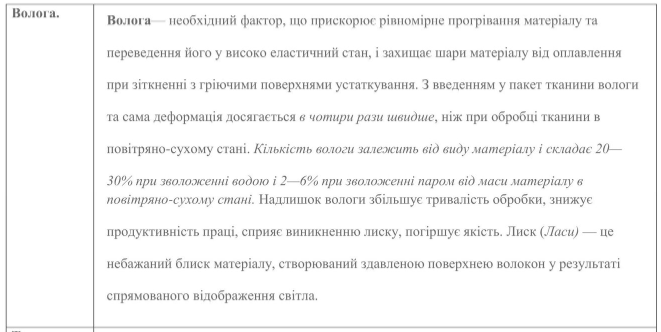 Волога.
Волога— необхідний фактор, що прискорює рівномірне прогрівання матеріалу та
переведення його у високо еластичний стан, і захищає шари матеріалу від оплавлення
при зіткненні з гріючими поверхнями устаткування. З введенням у пакет тканини вологи
та сама деформація досягається в чотири рази швидше, ніж при обробці тканини в
повітряно-сухому стані. Кількість вологи залежить від виду матеріалу і складає 20—
30% при зволоженні водою і 2—6% при зволоженні паром від маси матеріалу в
повітряно-сухому стані. Надлишок вологи збільшує тривалість обробки, знижує
продуктивність праці, сприяє виникненню лиску, погіршує якість. Лиск (Ласи) — це
небажаний блиск матеріалу, створюваний здавленою поверхнею волокон у результаті
спрямованого відображення світла.